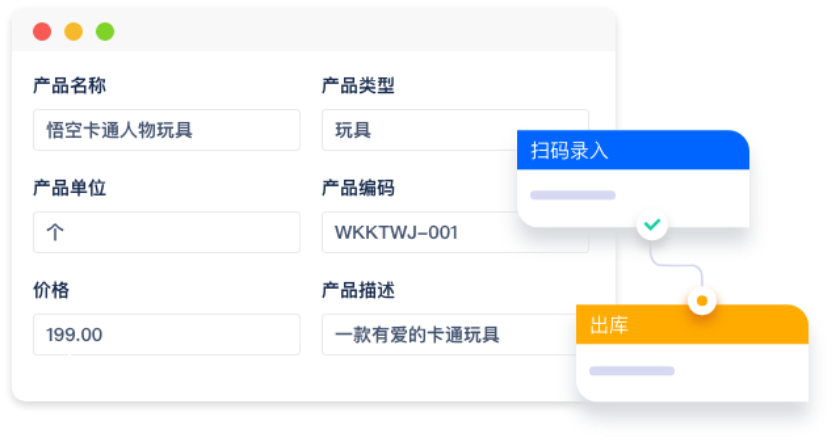 产品名称
产品类型
悟空卡通人物玩具
玩具
扫码录入
产品单位
产品编码
个
WKKTWJ-001
价格
产品描述
199.00
一款有爱的卡通玩具
出库